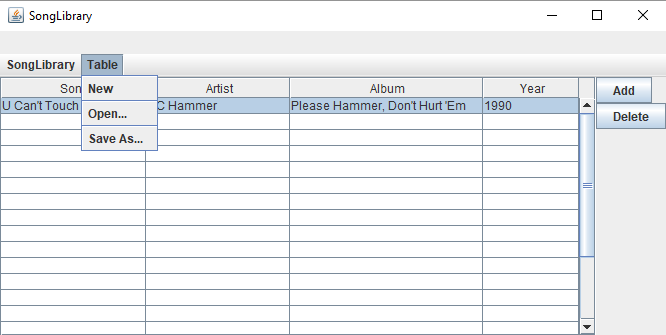 SongLibrary
SongLibrary Table
Artist Album Year
New
U Can't Touch C Hammer Please Hammer, Don't Hurt 'Em 1990
Open...
Save As...
Add
Delete